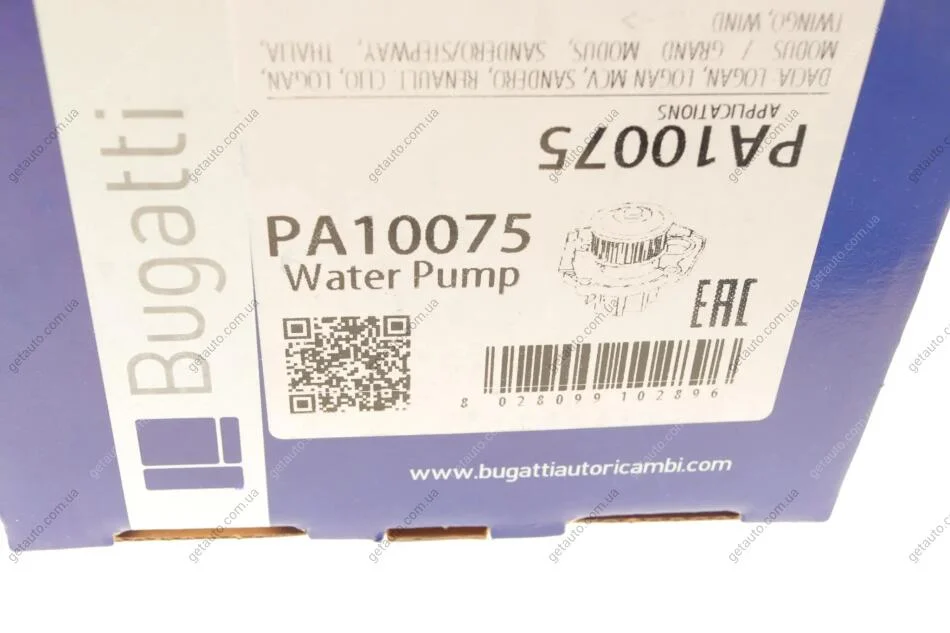 TWINGO, WIND
MODUS / GRAND MODUS, SANDERO/STEPWAY, THALIA,
DACIA LOGAN, LOGAN MCV, SANDERO, RENAULT CLIO, LOGAN,
APPLICATIONS
PA10075
Bugatti
PA10075
Water Pump
EAC
8 028099 102896
www.bugattiautoricambi.com
getauto.com.ua